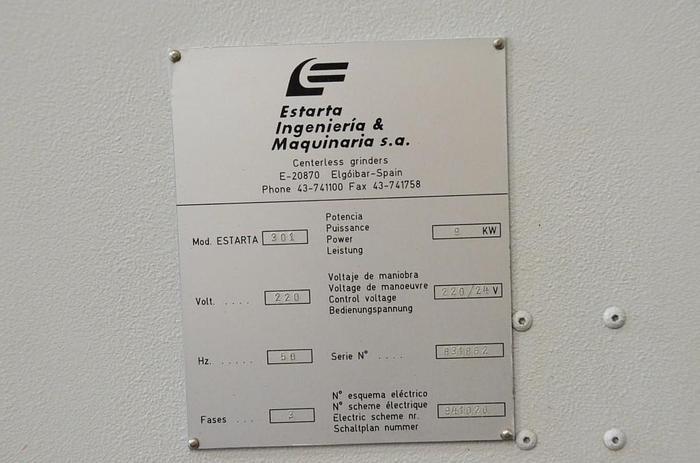 Estarta
Ingeniería &
Maquinaria s.a.
Centerless grinders
E-20870 Elgóibar-Spain
Phone 43-741100 Fax 43-741758
Mod. ESTARTA 301
Potencia
Puissance
Power
Leistung
9 KW
Volt. .... 220
Voltaje de maniobra
Voltage de manoeuvre
Control voltage
Bedienungspannung
220/24 V
Hz. ..... 50
Serie N° ....
Fases ... 3
N° esquema eléctrico
N° scheme électrique
Electric scheme nr.
Schaltplan nummer
941020